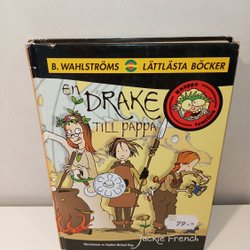 B. WAHLSTRÖMS LÄTTLÄSTA BÖCKER
en
DRAKE
TILL PAPPA
79:-
Jackie French